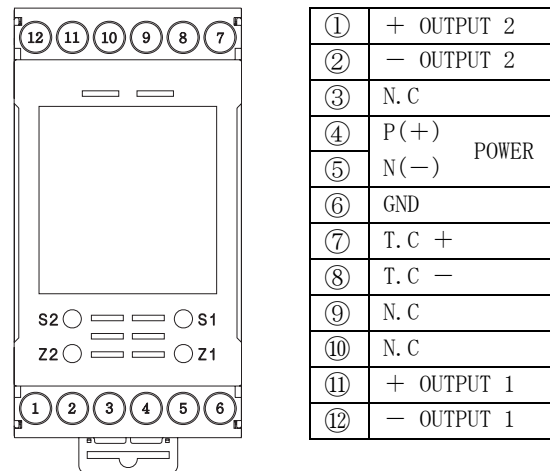 12 11 10 9 8 7
S2 S1
Z2 Z1
1 2 3 4 5 6
① + OUTPUT 2
② − OUTPUT 2
③ N.C
④ P(+) POWER
⑤ N(−)
⑥ GND
⑦ T.C +
⑧ T.C −
⑨ N.C
⑩ N.C
⑪ + OUTPUT 1
⑫ − OUTPUT 1